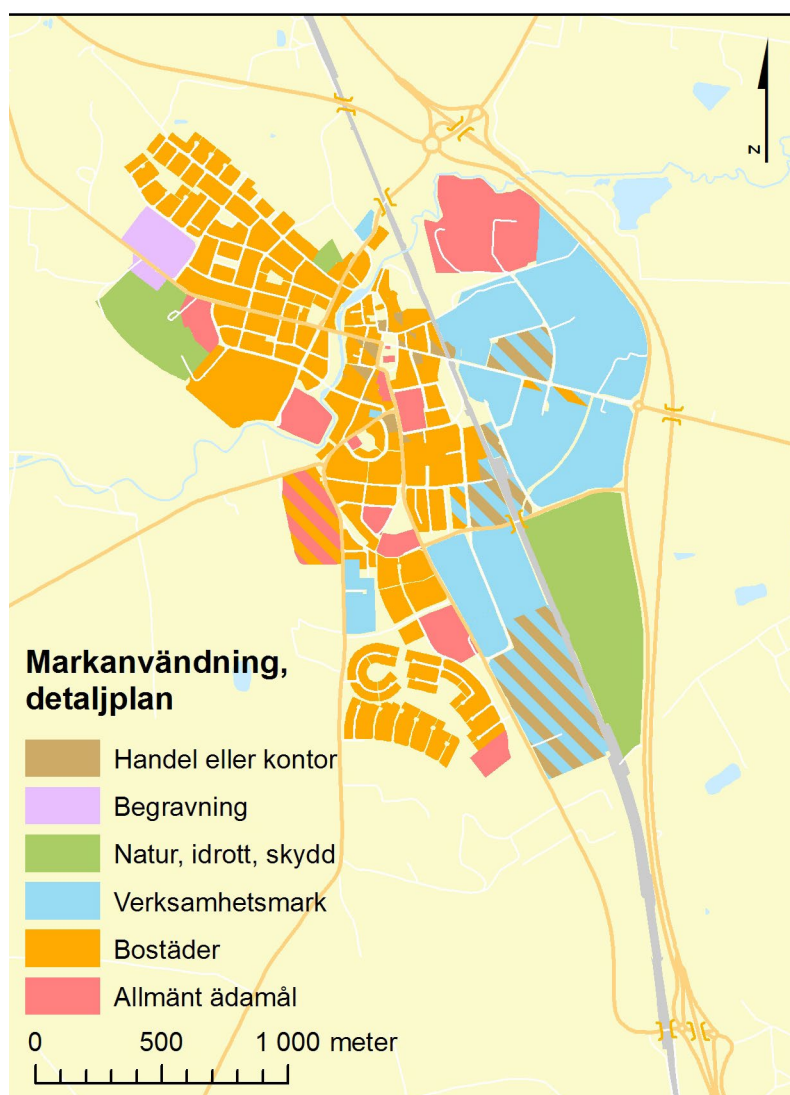 z
Markanvändning,
detaljplan
Handel eller kontor
Begravning
Natur, idrott, skydd
Verksamhetsmark
Bostäder
Allmänt ädamål
0 500 1 000 meter